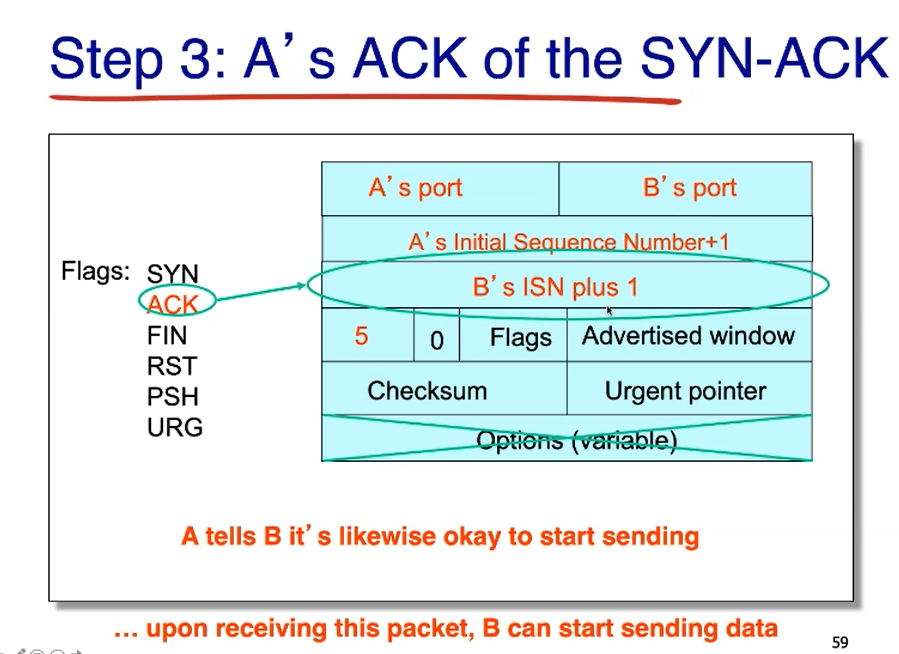 Step 3: A’s ACK of the SYN-ACK
A’s port B’s port
A’s Initial Sequence Number+1
Flags: SYN
B’s ISN plus 1
ACK
FIN
5 0 Flags Advertised window
RST
PSH
Checksum Urgent pointer
URG
Options (variable)
A tells B it’s likewise okay to start sending
... upon receiving this packet, B can start sending data
59